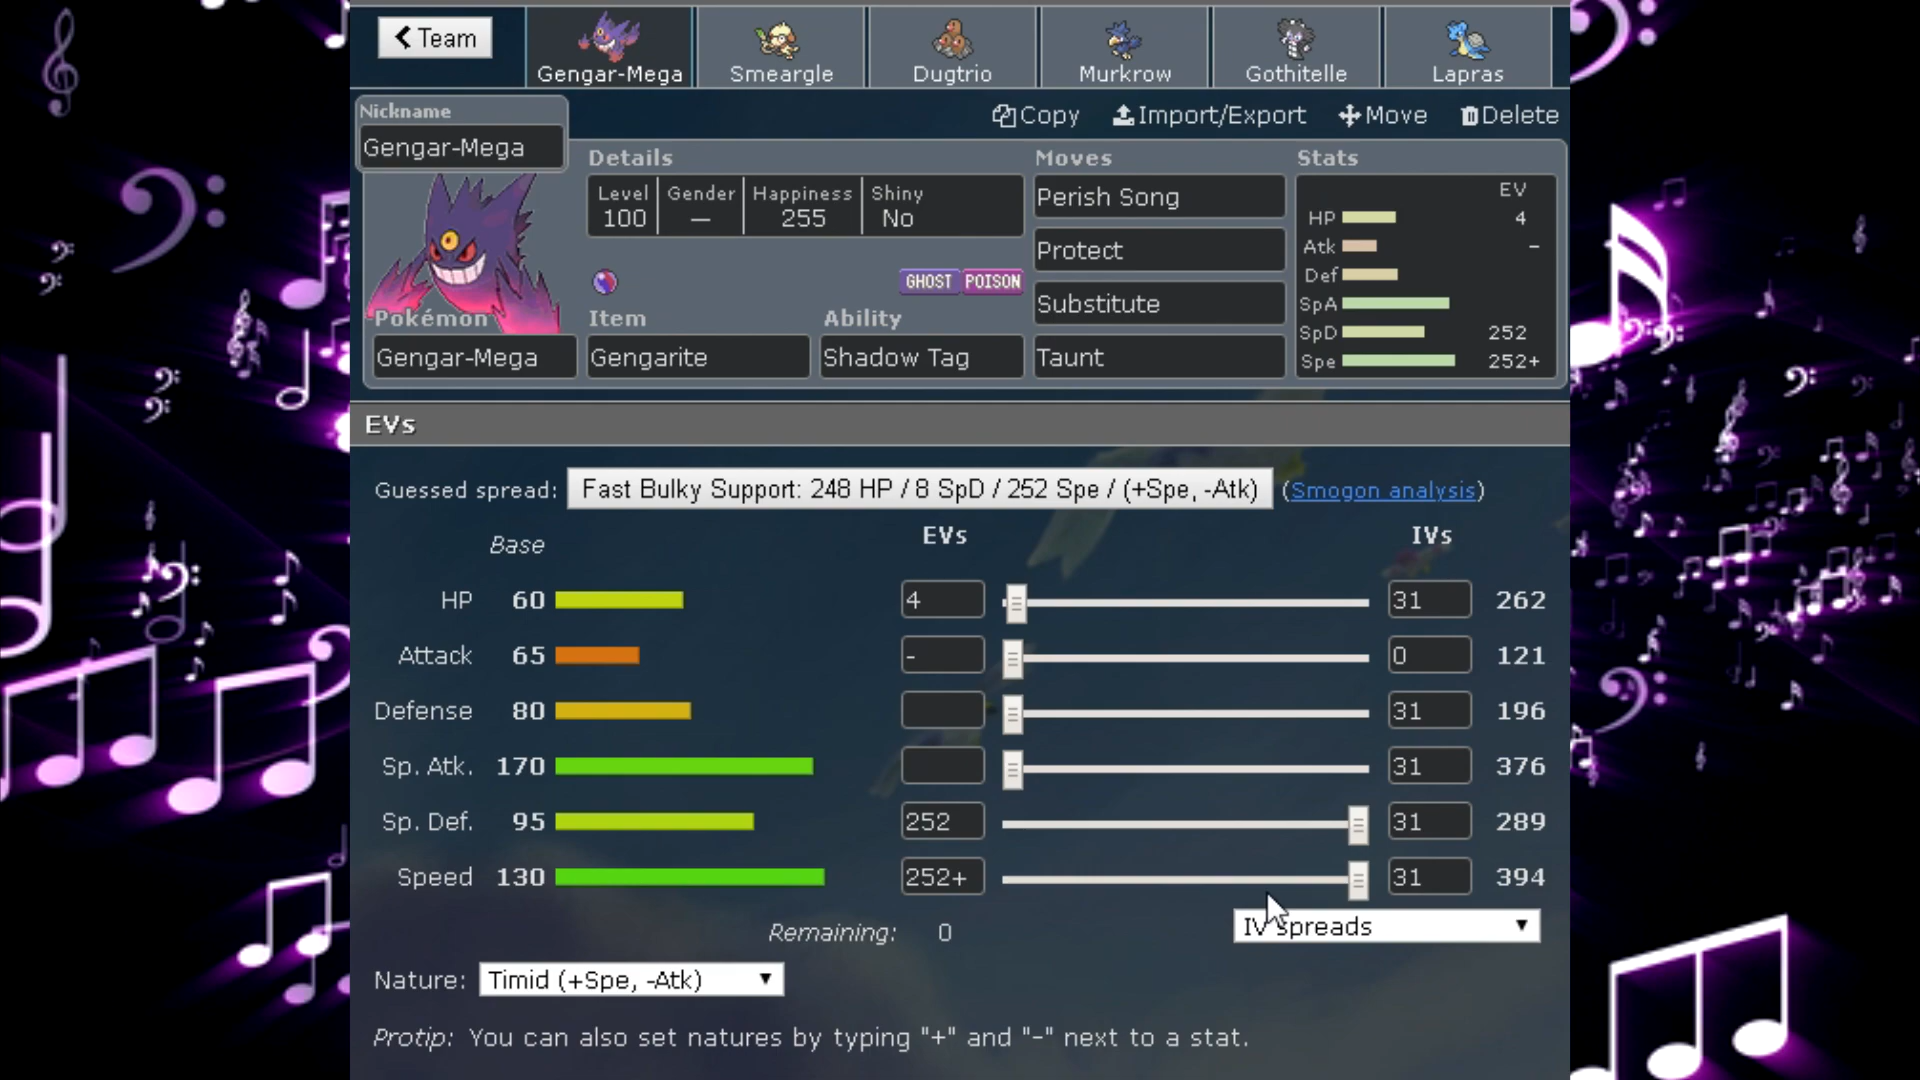 Team
Gengar-Mega
Smeargle
Dugtrio
Murkrow
Gothitelle
Lapras
Copy Import/Export Move Delete
Nickname
Gengar-Mega
Details
Level Gender Happiness Shiny
100 — 255 No
GHOST POISON
Pokémon Item Ability
Gengar-Mega Gengarite Shadow Tag
Moves
Perish Song
Protect
Substitute
Taunt
Stats
EV
HP 4
Atk -
Def
SpA
SpD 252
Spe 252+
EVs
Guessed spread: Fast Bulky Support: 248 HP / 8 SpD / 252 Spe / (+Spe, -Atk) (Smogon analysis)
Base EVs IVs
HP 60 4 31 262
Attack 65 - 0 121
Defense 80 31 196
Sp. Atk. 170 31 376
Sp. Def. 95 252 31 289
Speed 130 252+ 31 394
Remaining: 0
IV spreads
Nature: Timid (+Spe, -Atk)
Protip: You can also set natures by typing "+" and "-" next to a stat.